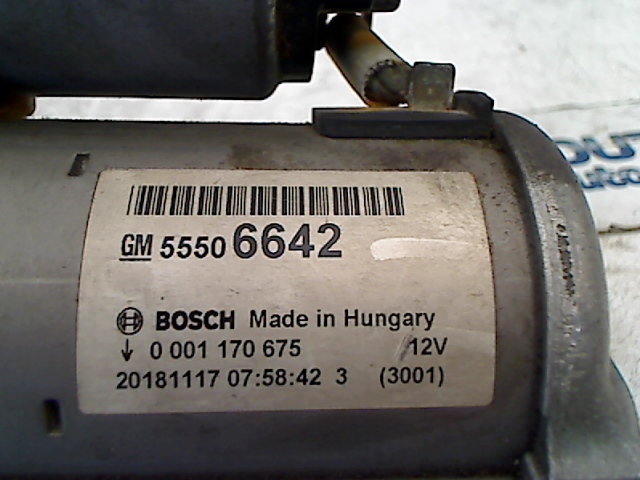 GM 5550 6642
BOSCH Made in Hungary
↓ 0 001 170 675 12V
20181117 07:58:42 3 (3001)